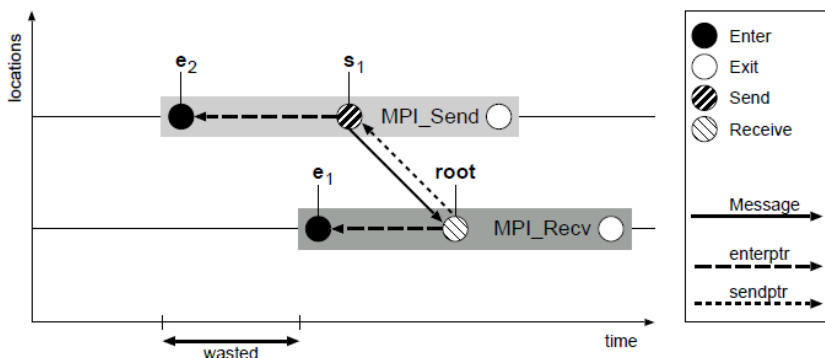 locations
e2
s1
MPI_Send
e1
root
MPI_Recv
wasted
time
Enter
Exit
Send
Receive
Message
enterptr
sendptr